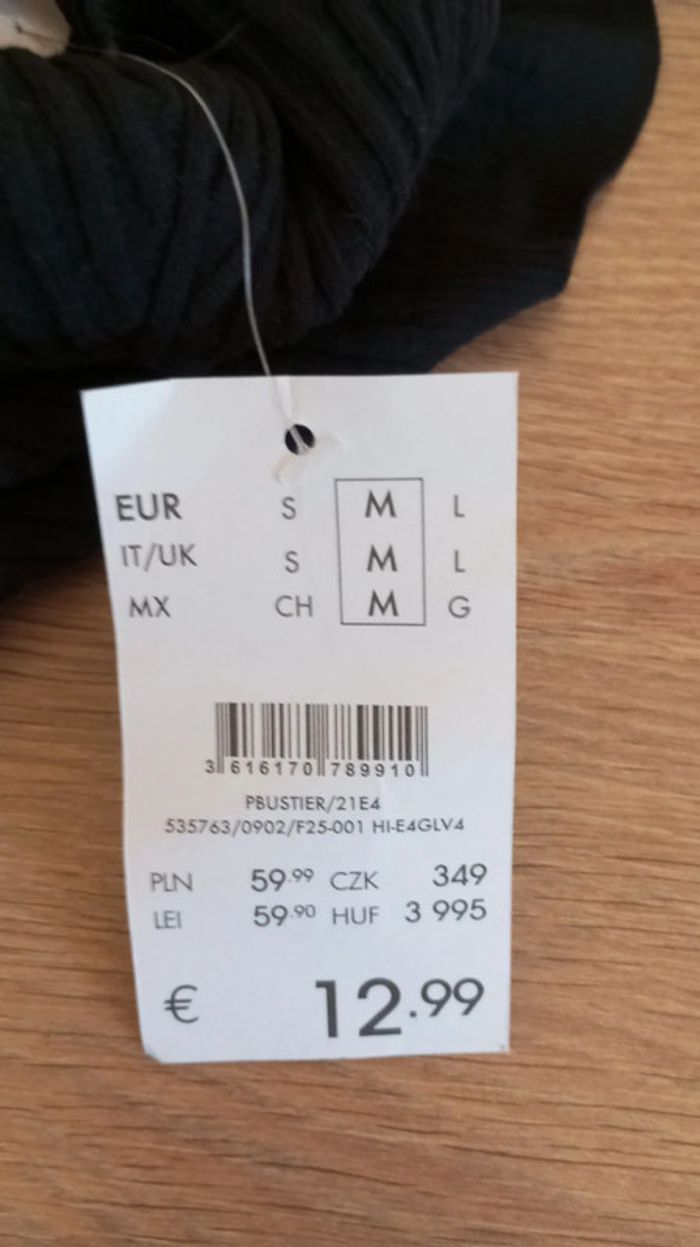 EUR S M L
IT/UK S M L
MX CH M G
3 616170 789910
PBUSTIER/21E4
535763/0902/F25-001 HI-E4GLV4
PLN 59.99 CZK 349
LEI 59.90 HUF 3 995
€ 12.99